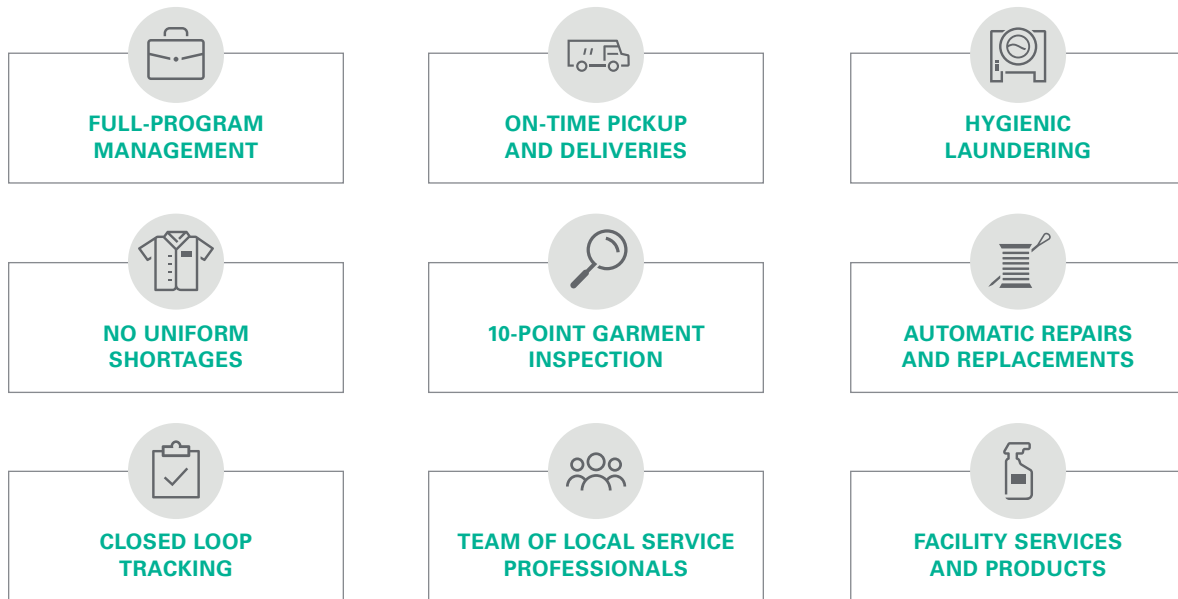 FULL-PROGRAM
MANAGEMENT
ON-TIME PICKUP
AND DELIVERIES
HYGIENIC
LAUNDERING
NO UNIFORM
SHORTAGES
10-POINT GARMENT
INSPECTION
AUTOMATIC REPAIRS
AND REPLACEMENTS
CLOSED LOOP
TRACKING
TEAM OF LOCAL SERVICE
PROFESSIONALS
FACILITY SERVICES
AND PRODUCTS